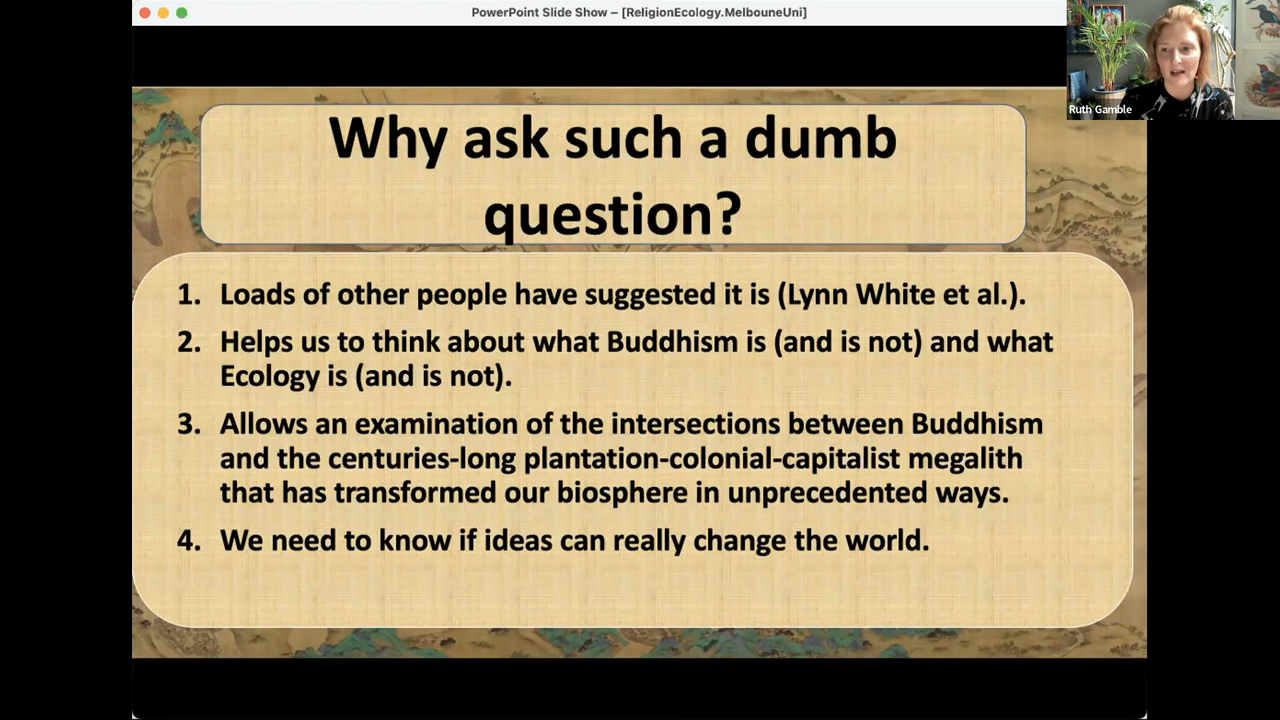 PowerPoint Slide Show – [ReligionEcology.MelbouneUni]
Ruth Gamble
Why ask such a dumb
question?
1. Loads of other people have suggested it is (Lynn White et al.).
2. Helps us to think about what Buddhism is (and is not) and what
Ecology is (and is not).
3. Allows an examination of the intersections between Buddhism
and the centuries-long plantation-colonial-capitalist megalith
that has transformed our biosphere in unprecedented ways.
4. We need to know if ideas can really change the world.